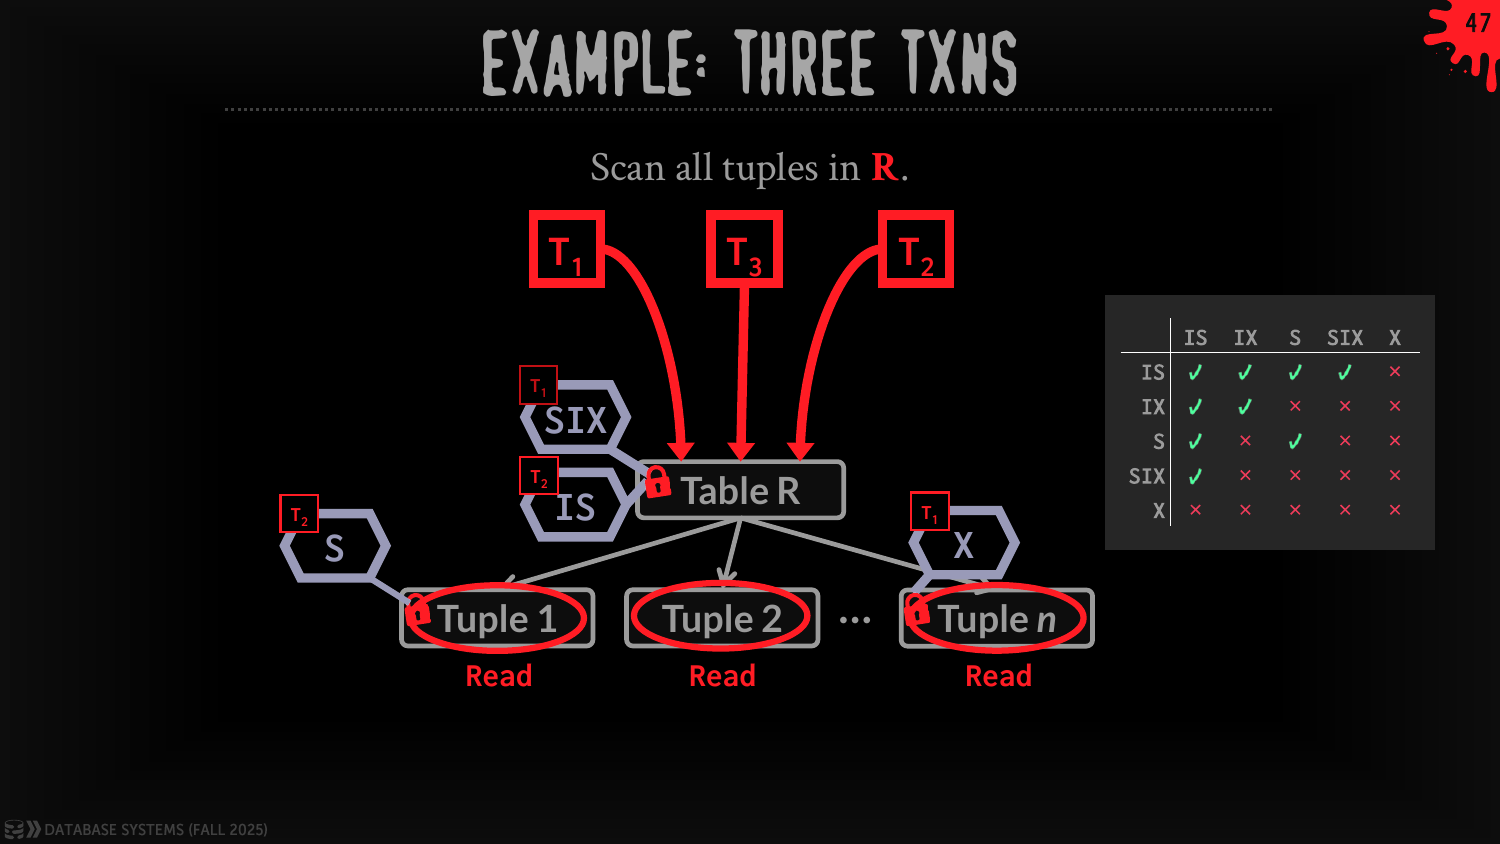 EXAMPLE: THREE TXNS
47
Scan all tuples in R.
T1
T3
T2
T1
SIX
T2
IS
Table R
T2
S
T1
X
Tuple 1
Tuple 2
...
Tuple n
Read
Read
Read
IS IX S SIX X
IS ✓ ✓ ✓ ✓ ×
IX ✓ ✓ × × ×
S ✓ × ✓ × ×
SIX ✓ × × × ×
X × × × × ×
DATABASE SYSTEMS (FALL 2025)